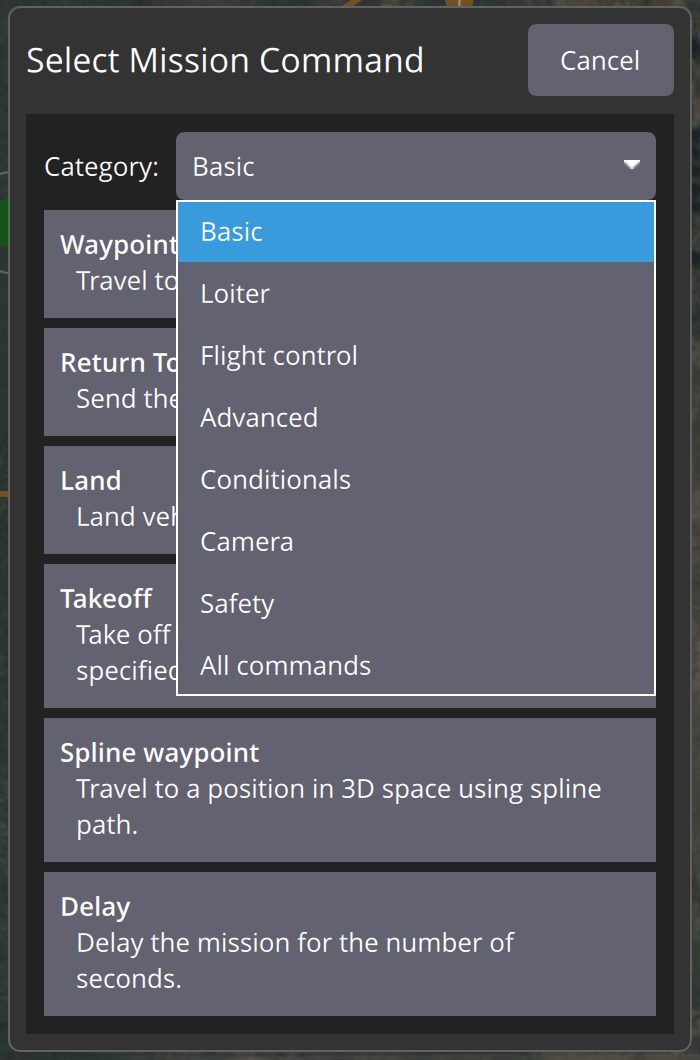 Select Mission Command
Cancel
Category:
Basic
Basic
Loiter
Flight control
Advanced
Conditionals
Camera
Safety
All commands
Waypoint
Travel to
Return To
Send the
Land
Land
Takeoff
Take off
specified
Spline waypoint
Travel to a position in 3D space using spline
path.
Delay
Delay the mission for the number of
seconds.